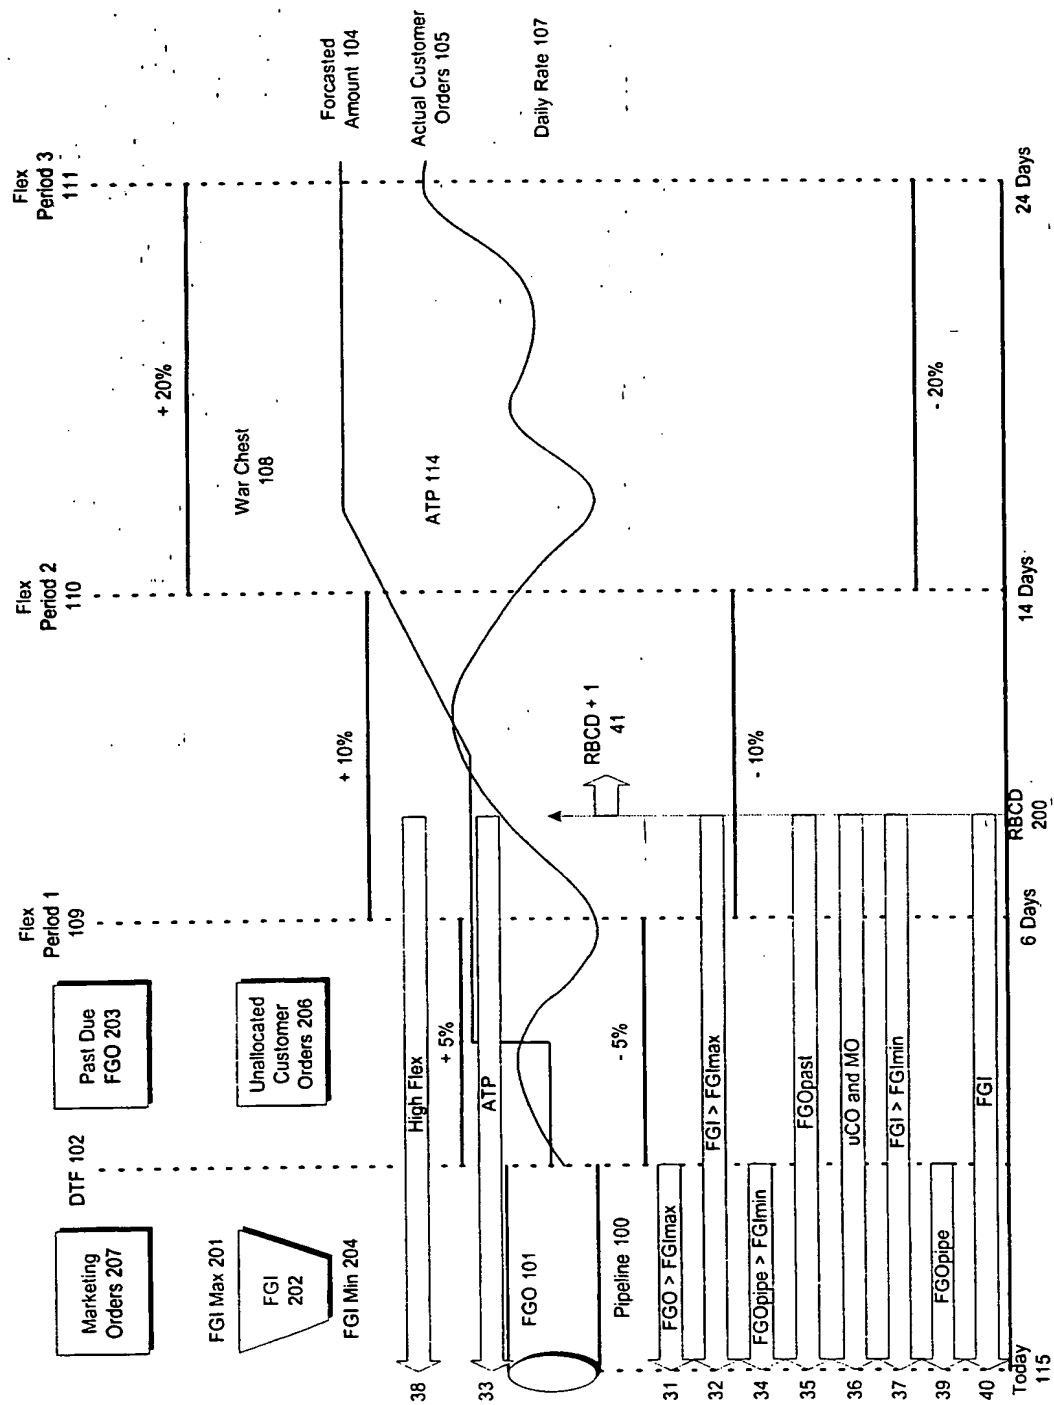 Marketing
Orders 207
DTF 102
Past Due
FGO 203
Flex
Period 1
109
Flex
Period 2
110
Flex
Period 3
111
FGI Max 201
FGI
202
FGI Min 204
Unallocated
Customer
Orders 206
+ 20%
War Chest
108
+ 10%
Forcasted
Amount 104
38
High Flex
+ 5%
ATP 114
Actual Customer
Orders 105
33
ATP
FGO 101
Daily Rate 107
Pipeline 100
- 5%
RBCD + 1
41
31
FGO > FGImax
32
FGI > FGImax
- 10%
34
FGOpipe > FGImin
35
FGOpast
36
uCO and MO
37
FGI > FGImin
- 20%
39
FGOpipe
40
FGI
Today
115
6 Days
RBCD
200
14 Days
24 Days